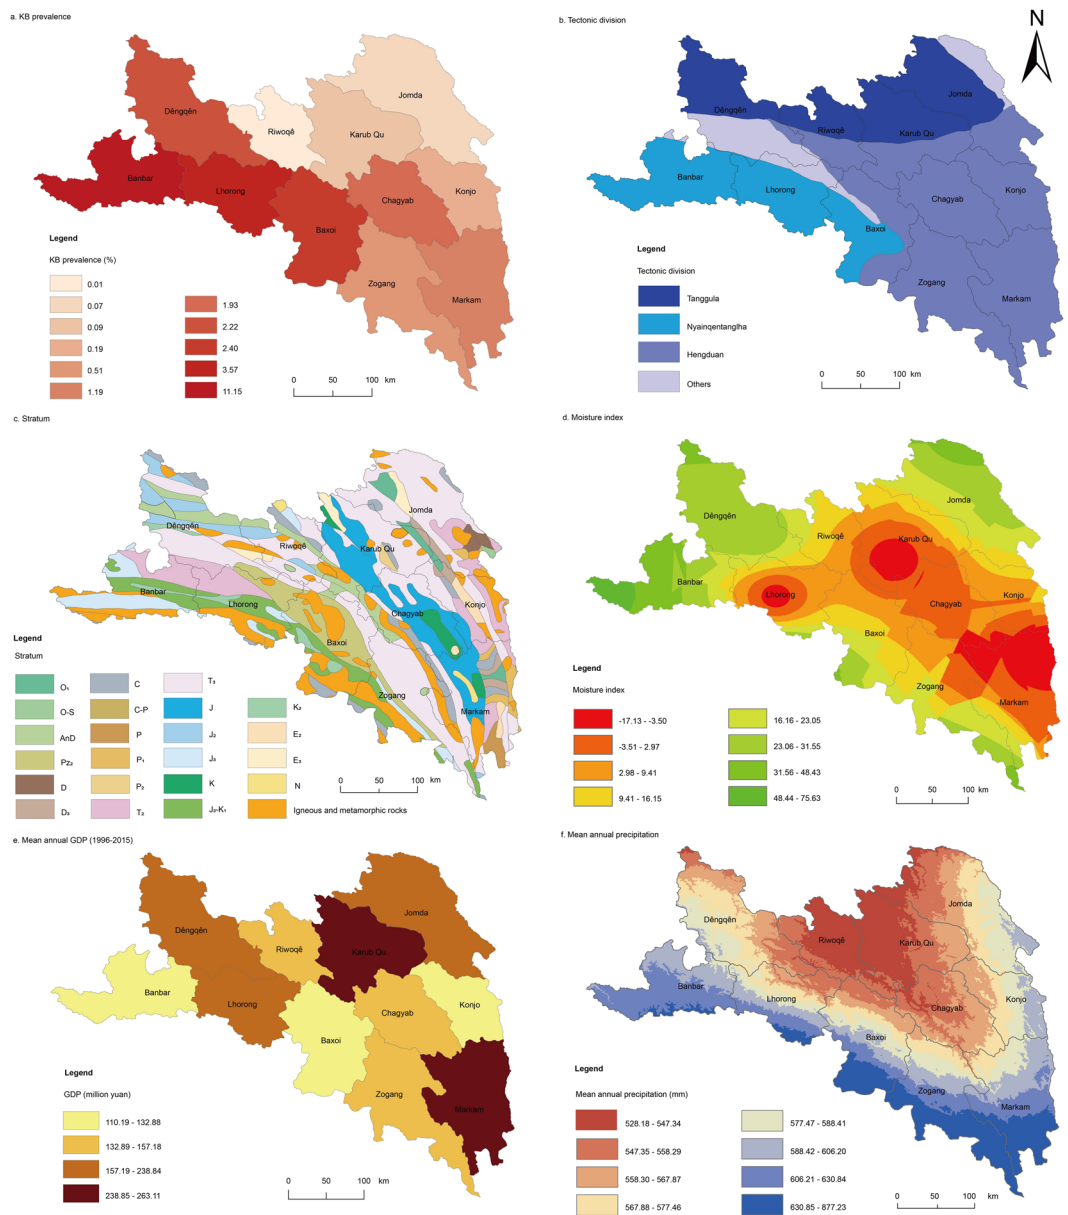 a. KB prevalence
Jomda
Dêngqên
Riwoqê
Karub Qu
Banbar
Lhorong
Chagyab
Konjo
Baxoi
Zogang
Markam
Legend
KB prevalence (%)
0.01
0.07
0.09
0.19
0.51
1.19
1.93
2.22
2.40
3.57
11.15
0 50 100 km
b. Tectonic division
N
Jomda
Dêngqên
Riwoqê
Karub Qu
Banbar
Lhorong
Konjo
Chagyab
Baxoi
Zogang
Markam
Legend
Tectonic division
Tanggula
Nyainqentanglha
Hengduan
Others
0 50 100 km
c. Stratum
Jomda
Dêngqên
Riwoqê
Karub Qu
Banbar
Lhorong
Konjo
Chagyab
Baxoi
Zogang
Markam
Legend
Stratum
O₁
O-S
AnD
Pz₂
D
D₃
C
C-P
P
P₁
P₂
T₂
T₃
J
J₂
J₃
K
J₃-K₁
K₂
E₂
E₃
N
Igneous and metamorphic rocks
0 50 100 km
d. Moisture index
Jomda
Dêngqên
Riwoqê
Karub Qu
Banbar
Lhorong
Konjo
Chagyab
Baxoi
Zogang
Markam
Legend
Moisture index
-17.13 - -3.50
-3.51 - 2.97
2.98 - 9.41
9.41 - 16.15
16.16 - 23.05
23.06 - 31.55
31.56 - 48.43
48.44 - 75.63
0 50 100 km
e. Mean annual GDP (1996-2015)
Jomda
Dêngqên
Riwoqê
Karub Qu
Banbar
Lhorong
Konjo
Chagyab
Baxoi
Zogang
Markam
Legend
GDP (million yuan)
110.19 - 132.88
132.89 - 157.18
157.19 - 238.84
238.85 - 263.11
0 50 100 km
f. Mean annual precipitation
Jomda
Dêngqên
Riwoqê
Karub Qu
Banbar
Lhorong
Konjo
Chagyab
Baxoi
Zogang
Markam
Legend
Mean annual precipitation (mm)
528.18 - 547.34
547.35 - 558.29
558.30 - 567.87
567.88 - 577.46
577.47 - 588.41
588.42 - 606.20
606.21 - 630.84
630.85 - 877.23
0 50 100 km